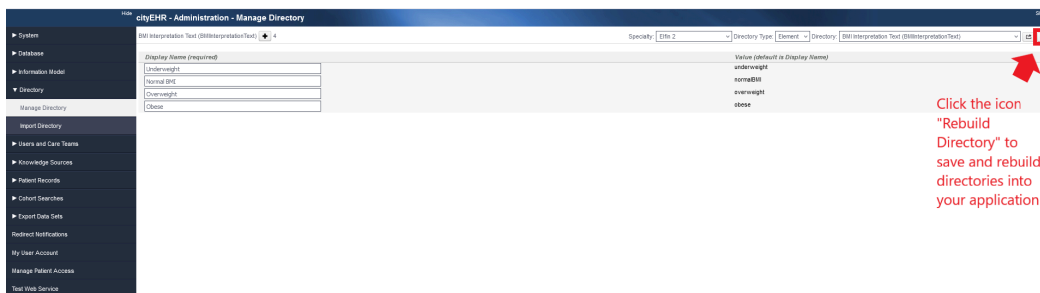 Hide cityEHR - Administration - Manage Directory
► System
BMI Interpretation Text (BMIInterpretationText) + 4 Specialty: Elfin 2 Directory Type: Element Directory: BMI Interpretation Text (BMIInterpretationText)
► Database
Display Name (required) Value (default is Display Name)
Underweight underweight
► Information Model
Normal BMI normalBMI
▼ Directory
Overweight overweight
Manage Directory
Obese obese
Import Directory
► Users and Care Teams
► Knowledge Sources
► Patient Records
► Cohort Searches
► Export Data Sets
Redirect Notifications
My User Account
Manage Patient Access
Test Web Service
Click the icon
"Rebuild
Directory" to
save and rebuild
directories into
your application